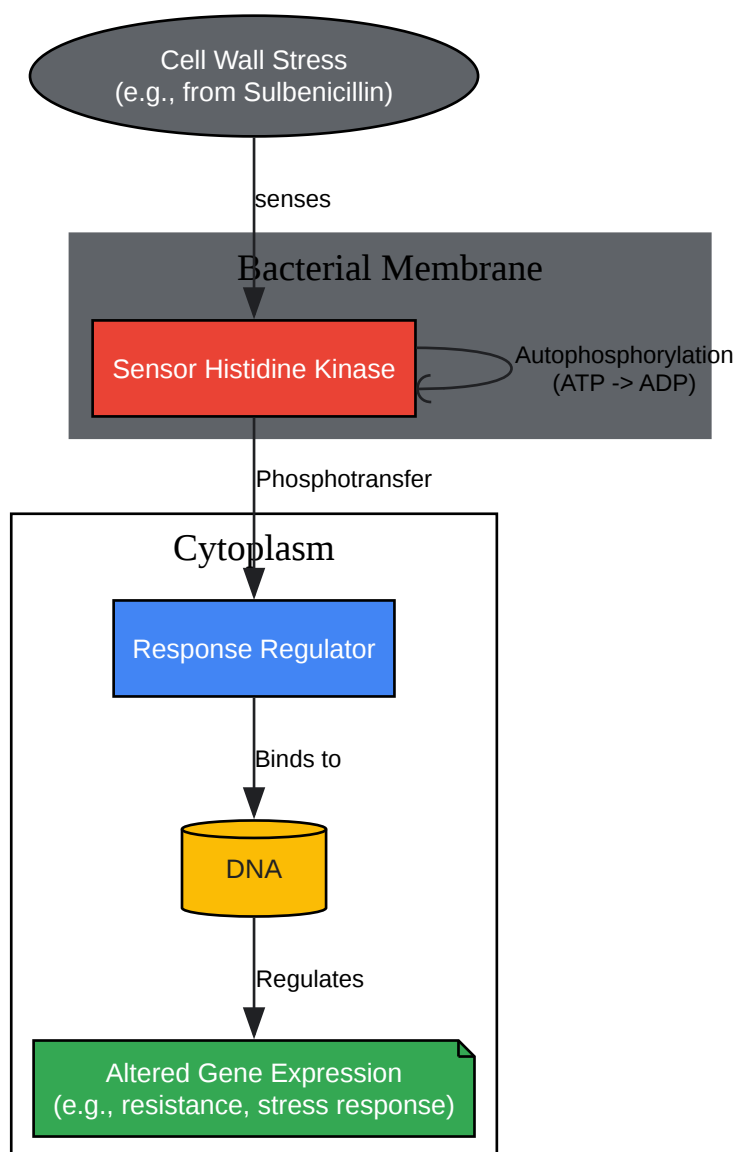 Cell Wall Stress
(e.g., from Sulbenicillin)
senses
Bacterial Membrane
Sensor Histidine Kinase
Autophosphorylation
(ATP -> ADP)
Phosphotransfer
Cytoplasm
Response Regulator
Binds to
DNA
Regulates
Altered Gene Expression
(e.g., resistance, stress response)